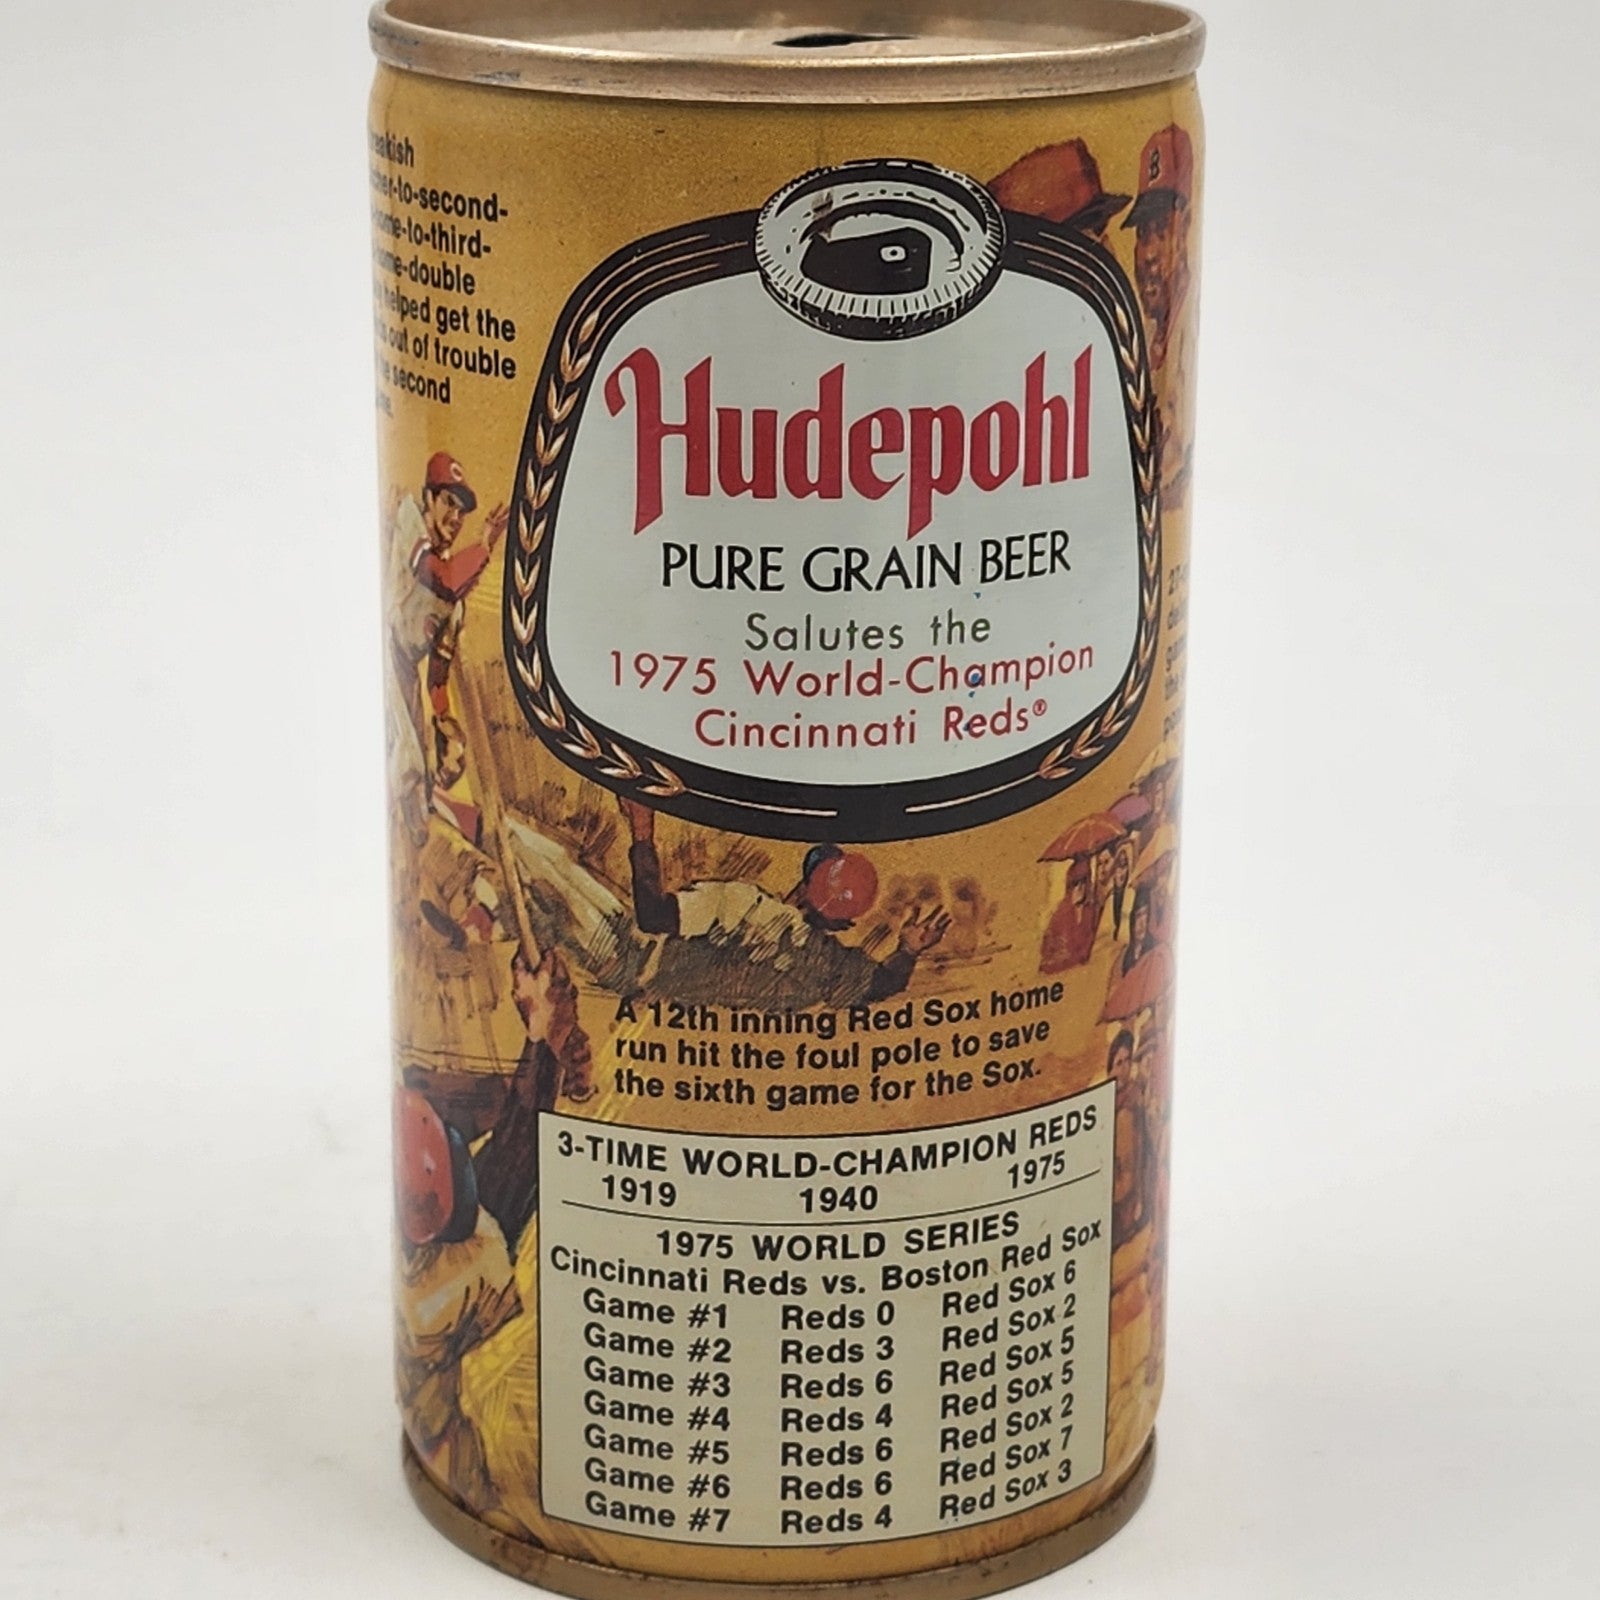 -to-second-
-to-third-
-double
helped get the
out of trouble
second
B
C
Hudepohl
PURE GRAIN BEER
Salutes the
1975 World-Champion
Cincinnati Reds®
A 12th inning Red Sox home
run hit the foul pole to save
the sixth game for the Sox.
3-TIME WORLD-CHAMPION REDS
1919 1940 1975
1975 WORLD SERIES
Cincinnati Reds vs. Boston Red Sox
Game #1 Reds 0 Red Sox 6
Game #2 Reds 3 Red Sox 2
Game #3 Reds 6 Red Sox 5
Game #4 Reds 4 Red Sox 5
Game #5 Reds 6 Red Sox 2
Game #6 Reds 6 Red Sox 7
Game #7 Reds 4 Red Sox 3